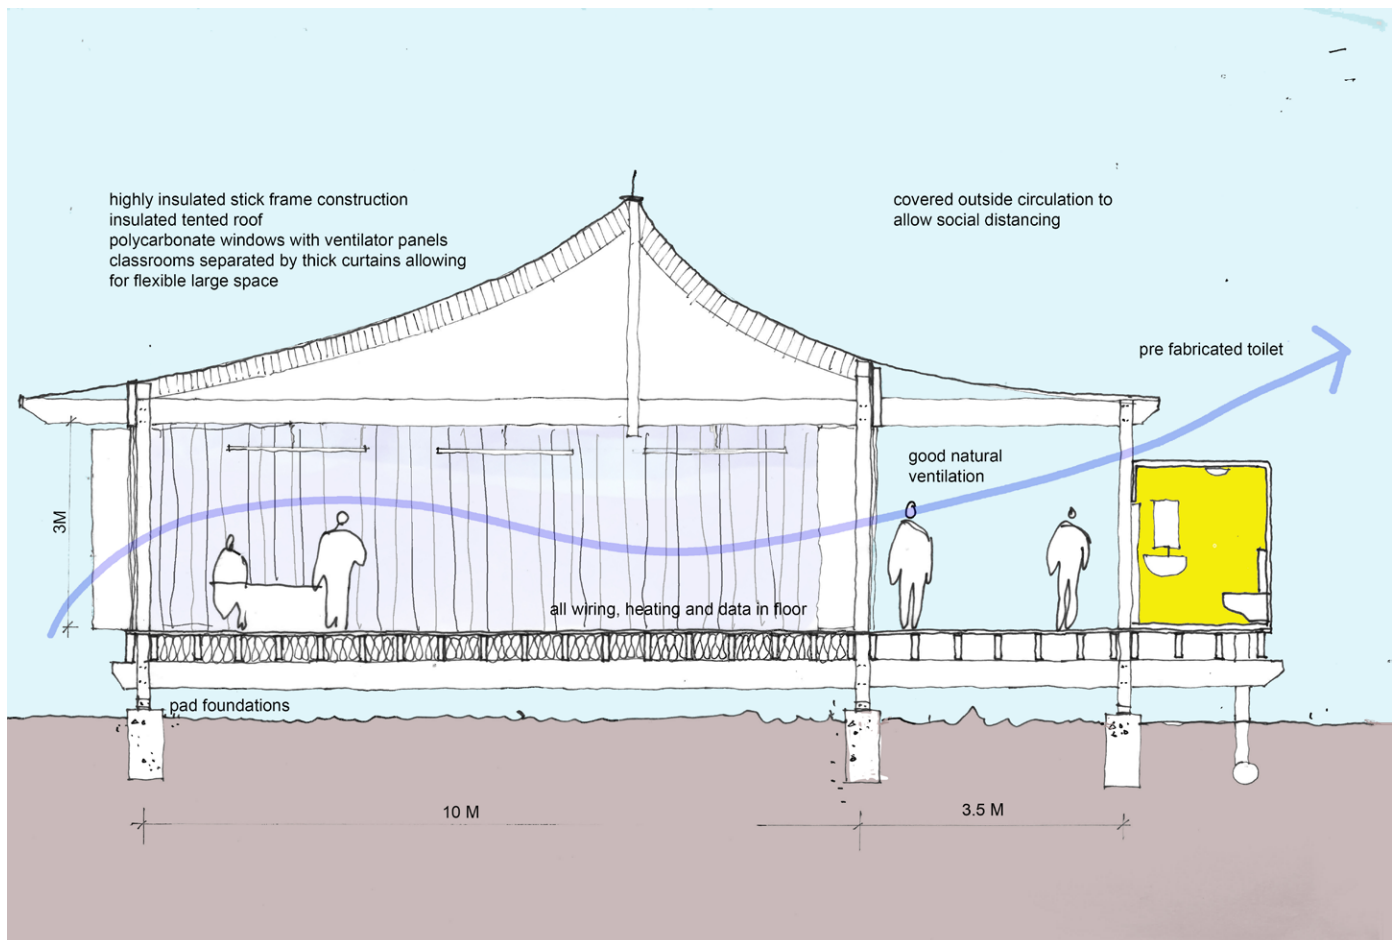 highly insulated stick frame construction
insulated tented roof
polycarbonate windows with ventilator panels
classrooms separated by thick curtains allowing
for flexible large space
covered outside circulation to
allow social distancing
pre fabricated toilet
good natural
ventilation
3M
all wiring, heating and data in floor
pad foundations
10 M
3.5 M